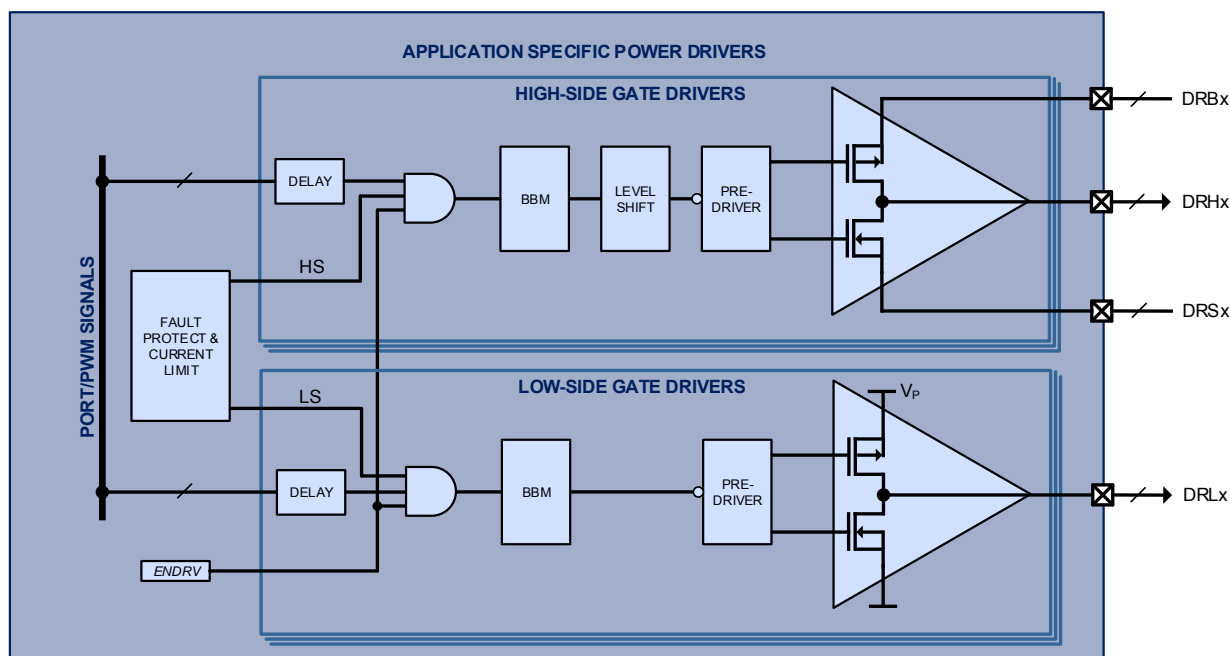 APPLICATION SPECIFIC POWER DRIVERS
HIGH-SIDE GATE DRIVERS
DRBx
DELAY
BBM
LEVEL
SHIFT
PRE-
DRIVER
DRHx
HS
PORT/PWM SIGNALS
FAULT
PROTECT &
CURRENT
LIMIT
DRSx
LOW-SIDE GATE DRIVERS
LS
VP
DELAY
BBM
PRE-
DRIVER
DRLx
ENDRV